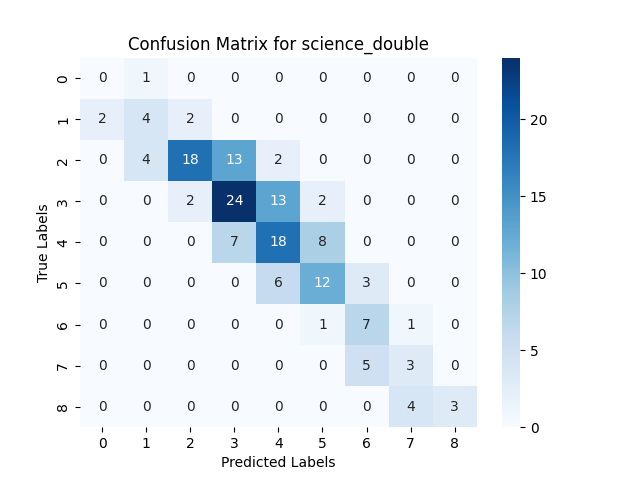 Confusion Matrix for science_double
True Labels
0 0 1 0 0 0 0 0 0 0
1 2 4 2 0 0 0 0 0 0
2 0 4 18 13 2 0 0 0 0
3 0 0 2 24 13 2 0 0 0
4 0 0 0 7 18 8 0 0 0
5 0 0 0 0 6 12 3 0 0
6 0 0 0 0 0 1 7 1 0
7 0 0 0 0 0 0 5 3 0
8 0 0 0 0 0 0 0 4 3
0 1 2 3 4 5 6 7 8
Predicted Labels
20
15
10
5
0